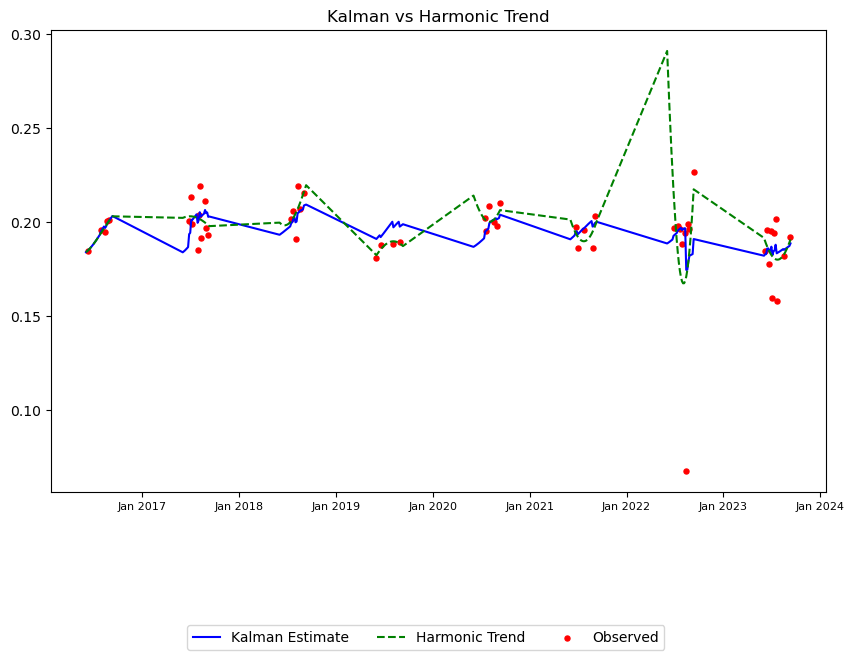 Kalman vs Harmonic Trend
0.30
0.25
0.20
0.15
0.10
Jan 2017 Jan 2018 Jan 2019 Jan 2020 Jan 2021 Jan 2022 Jan 2023 Jan 2024
Kalman Estimate Harmonic Trend Observed